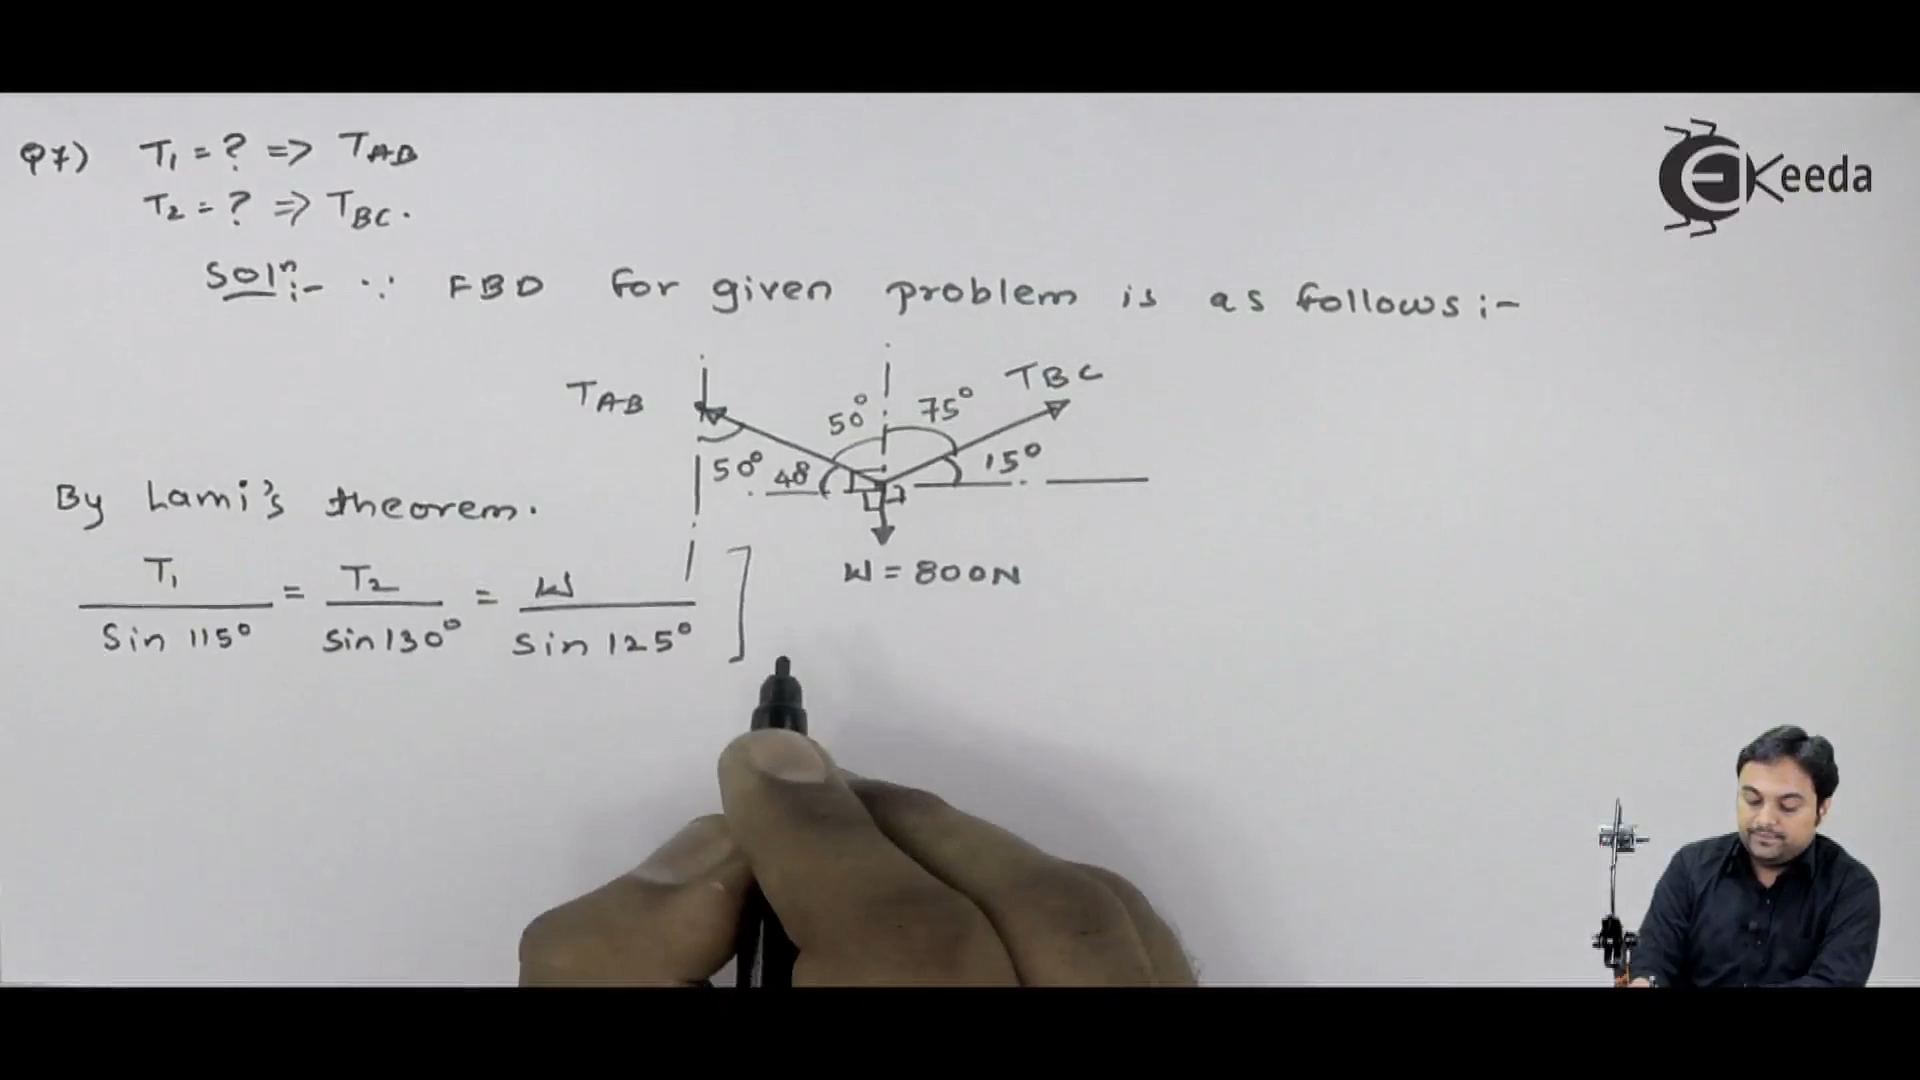 Q7) T1 = ? => TAB
T2 = ? => TBC.
Soln:- ∵ FBD for given problem is as follows :-
EKeeda
TAB 50° 75° TBC
50° 48 15°
W = 800N
By Lami's theorem.
T1 / Sin 115° = T2 / Sin 130° = W / Sin 125° ]